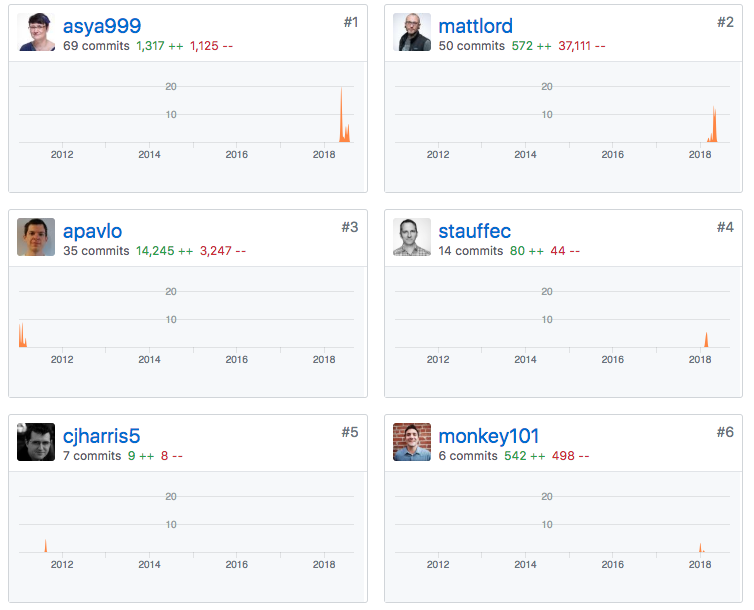 asya999 #1
69 commits 1,317 ++ 1,125 --
20
10
2012 2014 2016 2018
mattlord #2
50 commits 572 ++ 37,111 --
20
10
2012 2014 2016 2018
apavlo #3
35 commits 14,245 ++ 3,247 --
20
10
2012 2014 2016 2018
stauffec #4
14 commits 80 ++ 44 --
20
10
2012 2014 2016 2018
cjharris5 #5
7 commits 9 ++ 8 --
20
10
2012 2014 2016 2018
monkey101 #6
6 commits 542 ++ 498 --
20
10
2012 2014 2016 2018